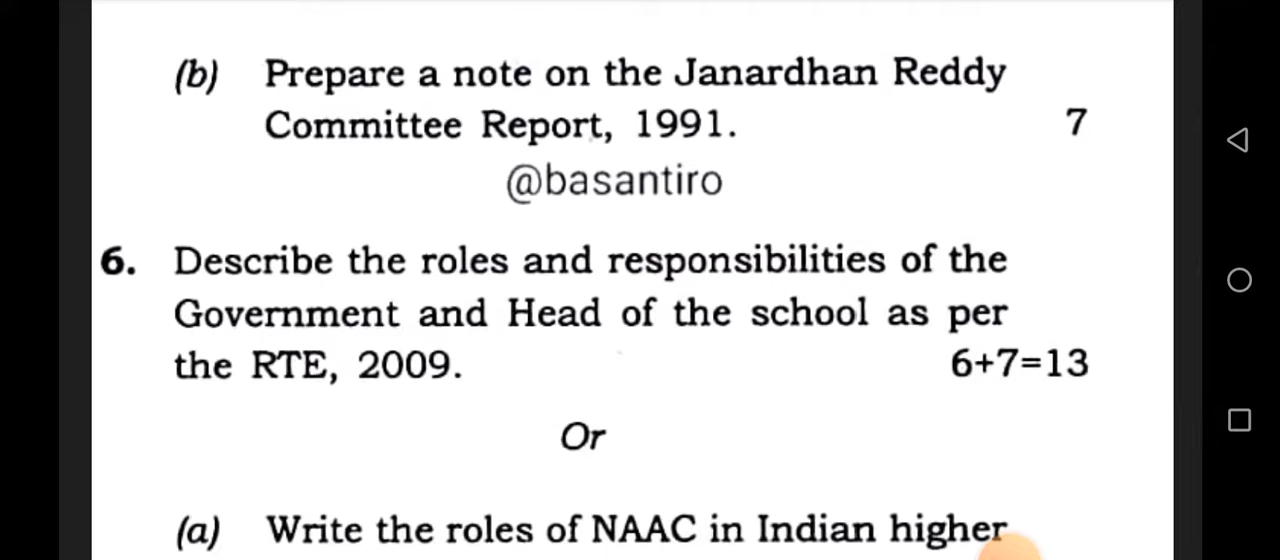 (b) Prepare a note on the Janardhan Reddy
Committee Report, 1991. 7
@basantiro
6. Describe the roles and responsibilities of the
Government and Head of the school as per
the RTE, 2009. 6+7=13
Or
(a) Write the roles of NAAC in Indian higher